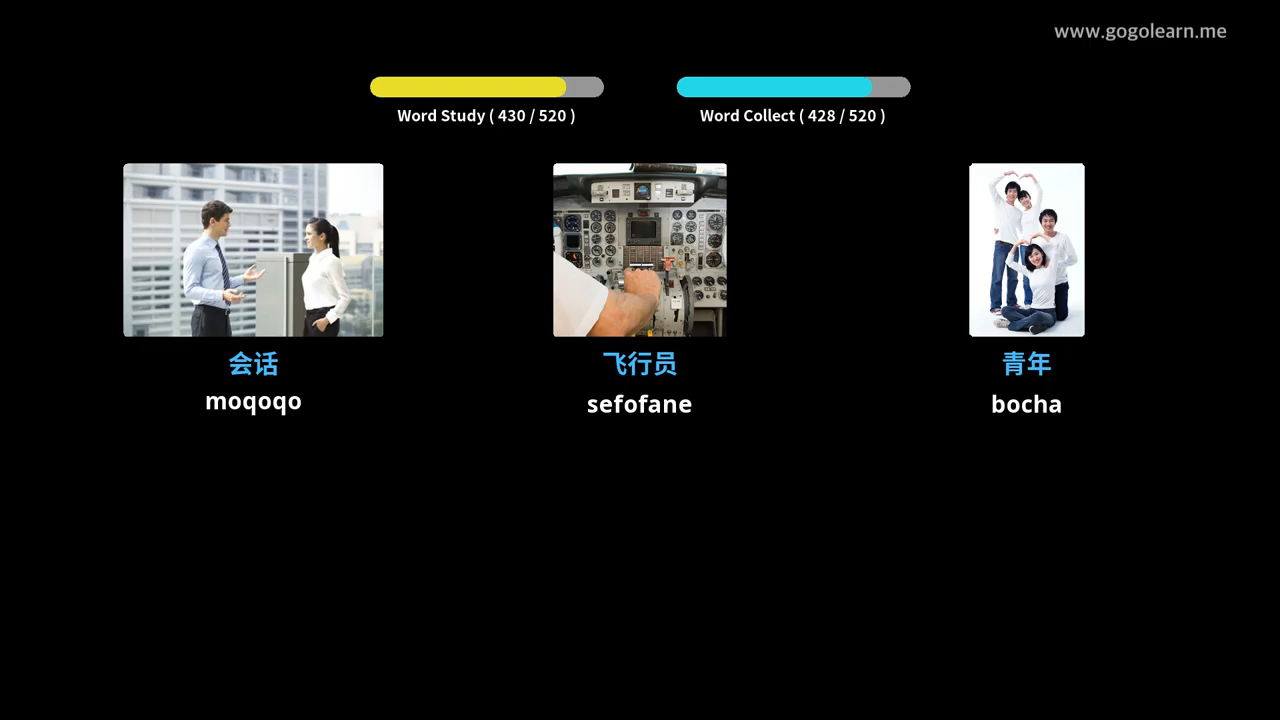 www.gogolearn.me
Word Study ( 430 / 520 )
Word Collect ( 428 / 520 )
会话
飞行员
青年
moqoqo
sefofane
bocha